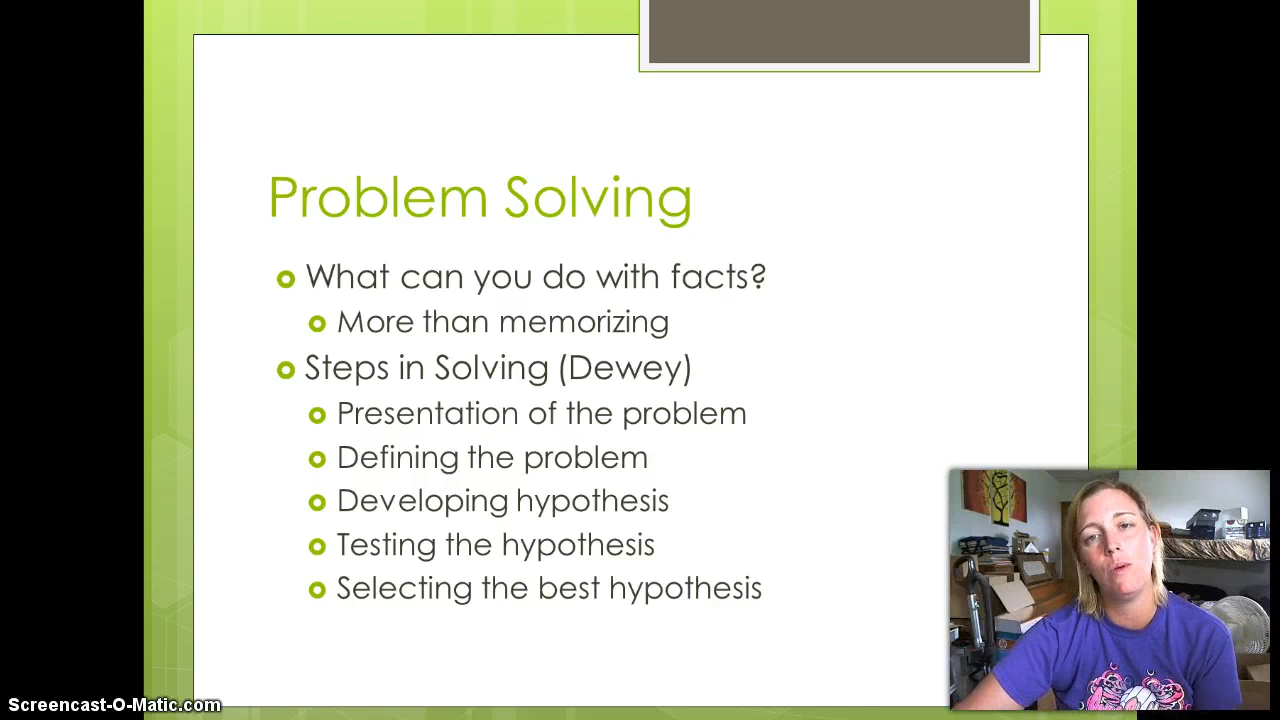 Problem Solving
What can you do with facts?
More than memorizing
Steps in Solving (Dewey)
Presentation of the problem
Defining the problem
Developing hypothesis
Testing the hypothesis
Selecting the best hypothesis
Screencast-O-Matic.com